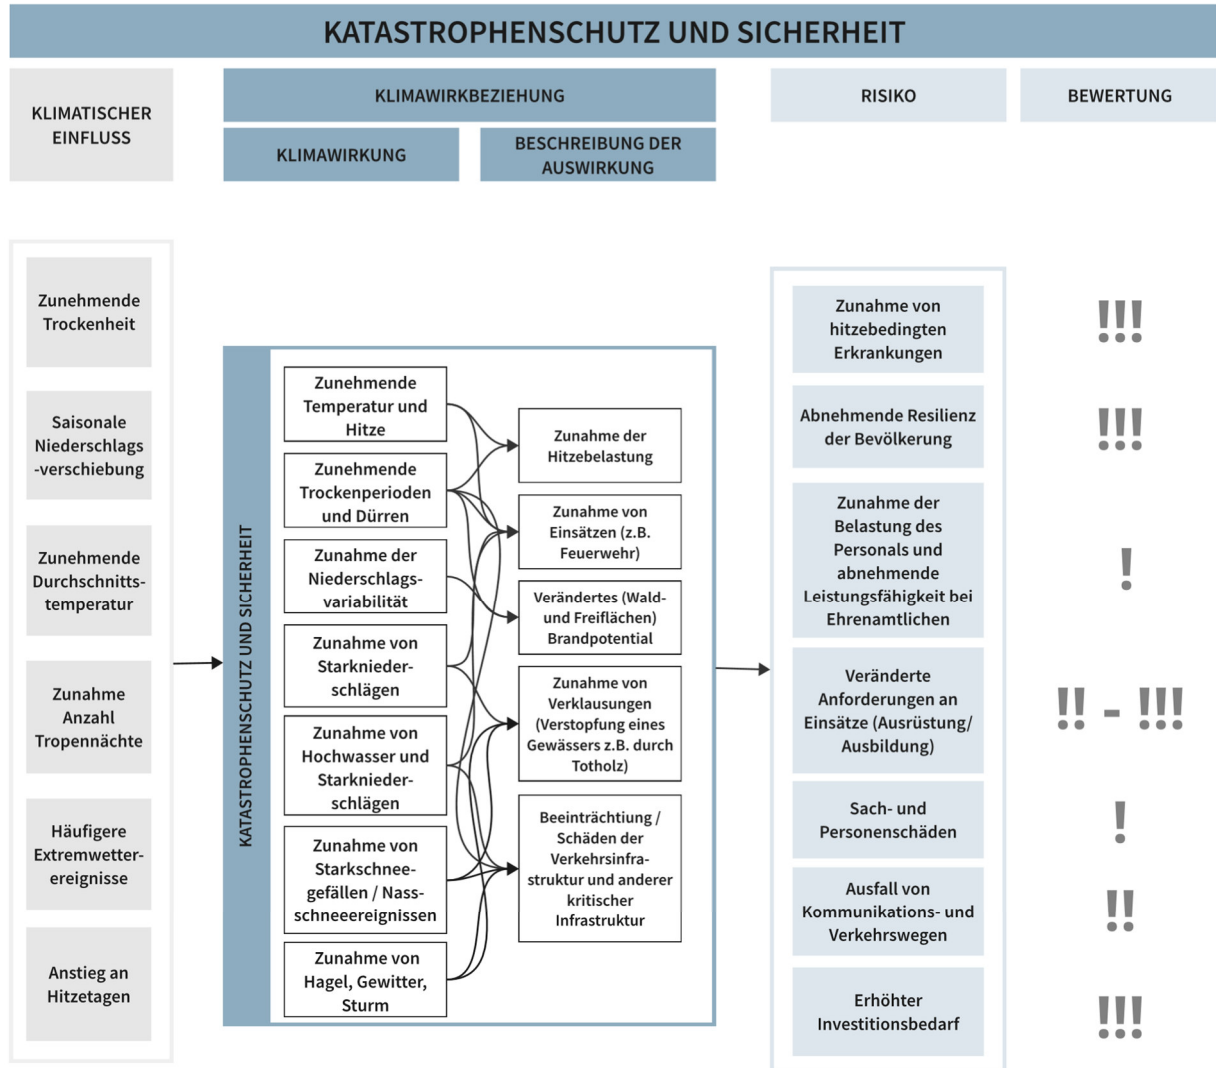 KATASTROPHENSCHUTZ UND SICHERHEIT
KLIMATISCHER
EINFLUSS
KLIMAWIRKBEZIEHUNG
KLIMAWIRKUNG
BESCHREIBUNG DER
AUSWIRKUNG
RISIKO
BEWERTUNG
Zunehmende
Trockenheit
Saisonale
Niederschlags
-verschiebung
Zunehmende
Durchschnitts-
temperatur
Zunahme
Anzahl
Tropennächte
Häufigere
Extremwetter-
ereignisse
Anstieg an
Hitzetagen
KATASTROPHENSCHUTZ UND SICHERHEIT
Zunehmende
Temperatur und
Hitze
Zunehmende
Trockenperioden
und Dürren
Zunahme der
Niederschlags-
variabilität
Zunahme von
Starknieder-
schlägen
Zunahme von
Hochwasser und
Starknieder-
schlägen
Zunahme von
Starkschnee-
gefällen / Nass-
schneeereignissen
Zunahme von
Hagel, Gewitter,
Sturm
Zunahme der
Hitzebelastung
Zunahme von
Einsätzen (z.B.
Feuerwehr)
Verändertes (Wald-
und Freiflächen)
Brandpotential
Zunahme von
Verklausungen
(Verstopfung eines
Gewässers z.B. durch
Totholz)
Beeinträchtiung /
Schäden der
Verkehrsinfra-
struktur und anderer
kritischer
Infrastruktur
Zunahme von
hitzebedingten
Erkrankungen
!!!
Abnehmende Resilienz
der Bevölkerung
!!!
Zunahme der
Belastung des
Personals und
abnehmende
Leistungsfähigkeit bei
Ehrenamtlichen
!
Veränderte
Anforderungen an
Einsätze (Ausrüstung/
Ausbildung)
!! - !!!
Sach- und
Personenschäden
!
Ausfall von
Kommunikations- und
Verkehrswegen
!!
Erhöhter
Investitionsbedarf
!!!